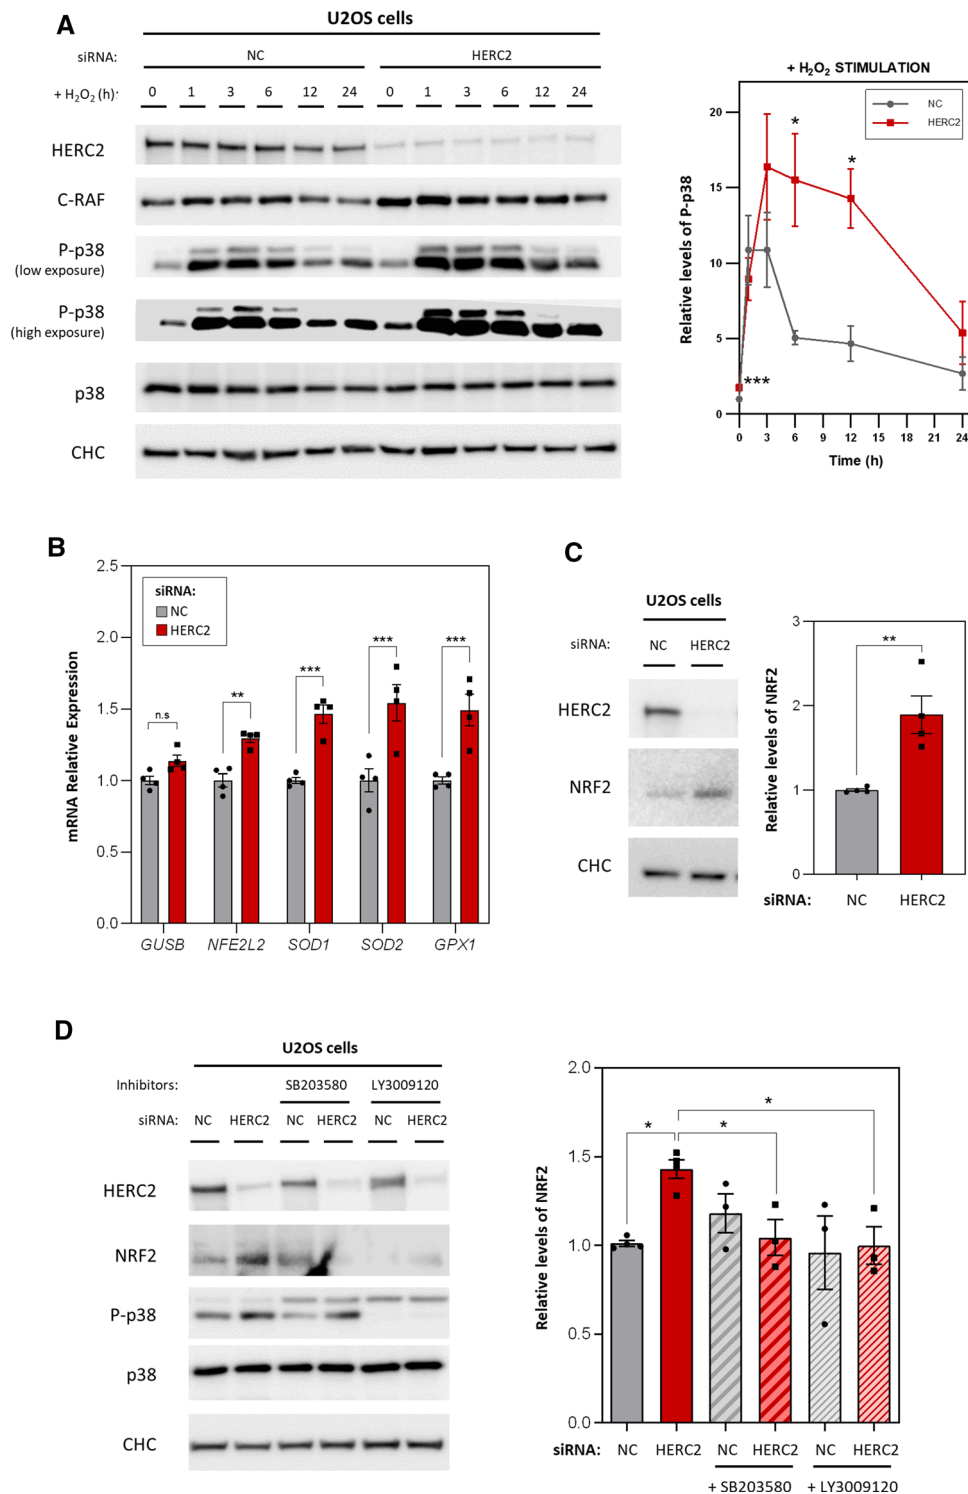 A
U2OS cells
siRNA: NC HERC2
+ H₂O₂ (h): 0 1 3 6 12 24 0 1 3 6 12 24
HERC2
C-RAF
P-p38
(low exposure)
P-p38
(high exposure)
p38
CHC
+ H₂O₂ STIMULATION
NC
HERC2
* *
***
Relative levels of P-p38
20
15
10
5
0
0 3 6 9 12 15 18 21 24
Time (h)
B
mRNA Relative Expression
2.5
2.0
1.5
1.0
0.5
0.0
siRNA:
NC
HERC2
n.s ** *** *** ***
GUSB NFE2L2 SOD1 SOD2 GPX1
C
U2OS cells
siRNA: NC HERC2
HERC2
NRF2
CHC
Relative levels of NRF2
3
2
1
0
**
siRNA: NC HERC2
D
U2OS cells
Inhibitors: SB203580 LY3009120
siRNA: NC HERC2 NC HERC2 NC HERC2
HERC2
NRF2
P-p38
p38
CHC
Relative levels of NRF2
2.0
1.5
1.0
0.5
0.0
* * *
siRNA: NC HERC2 NC HERC2 NC HERC2
+ SB203580 + LY3009120